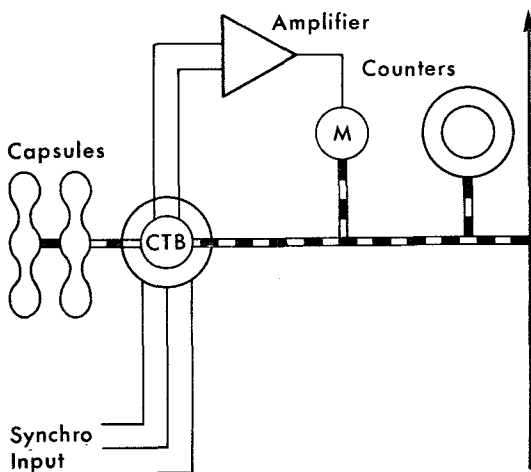 Amplifier
Counters
M
Capsules
CTB
Synchro
Input